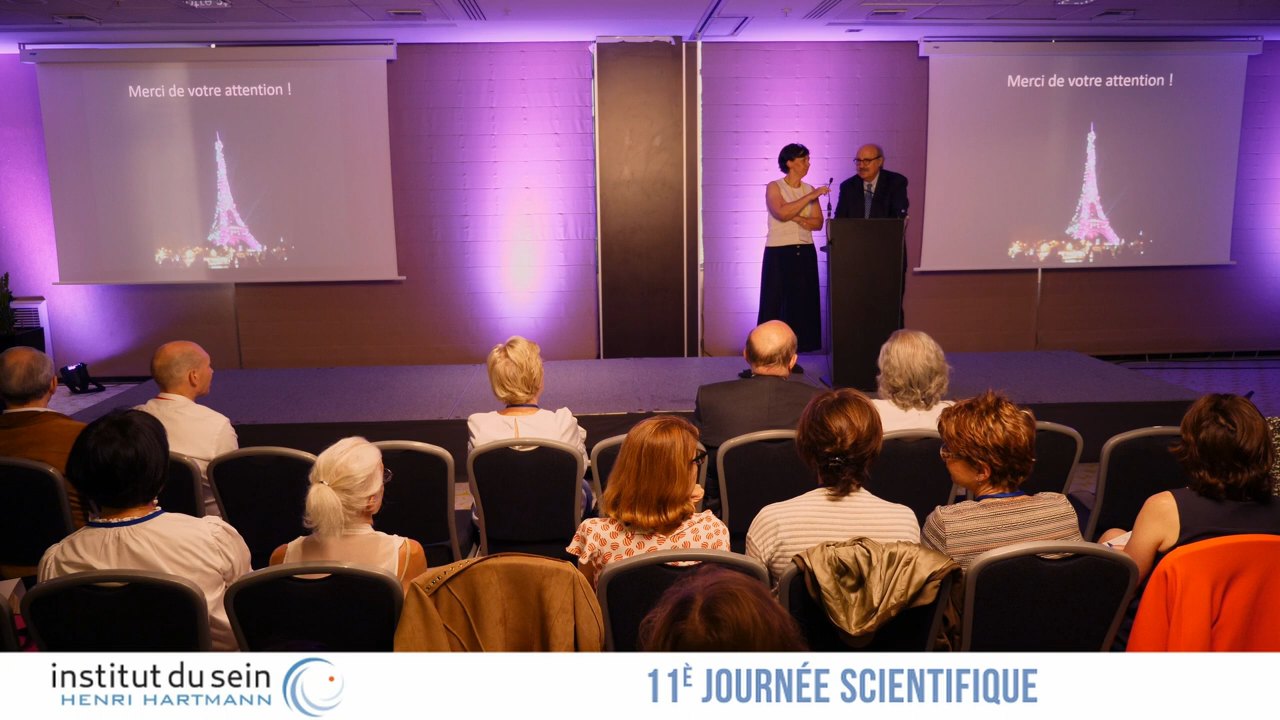 Merci de votre attention !
Merci de votre attention !
institut du sein
HENRI HARTMANN
11È JOURNÉE SCIENTIFIQUE